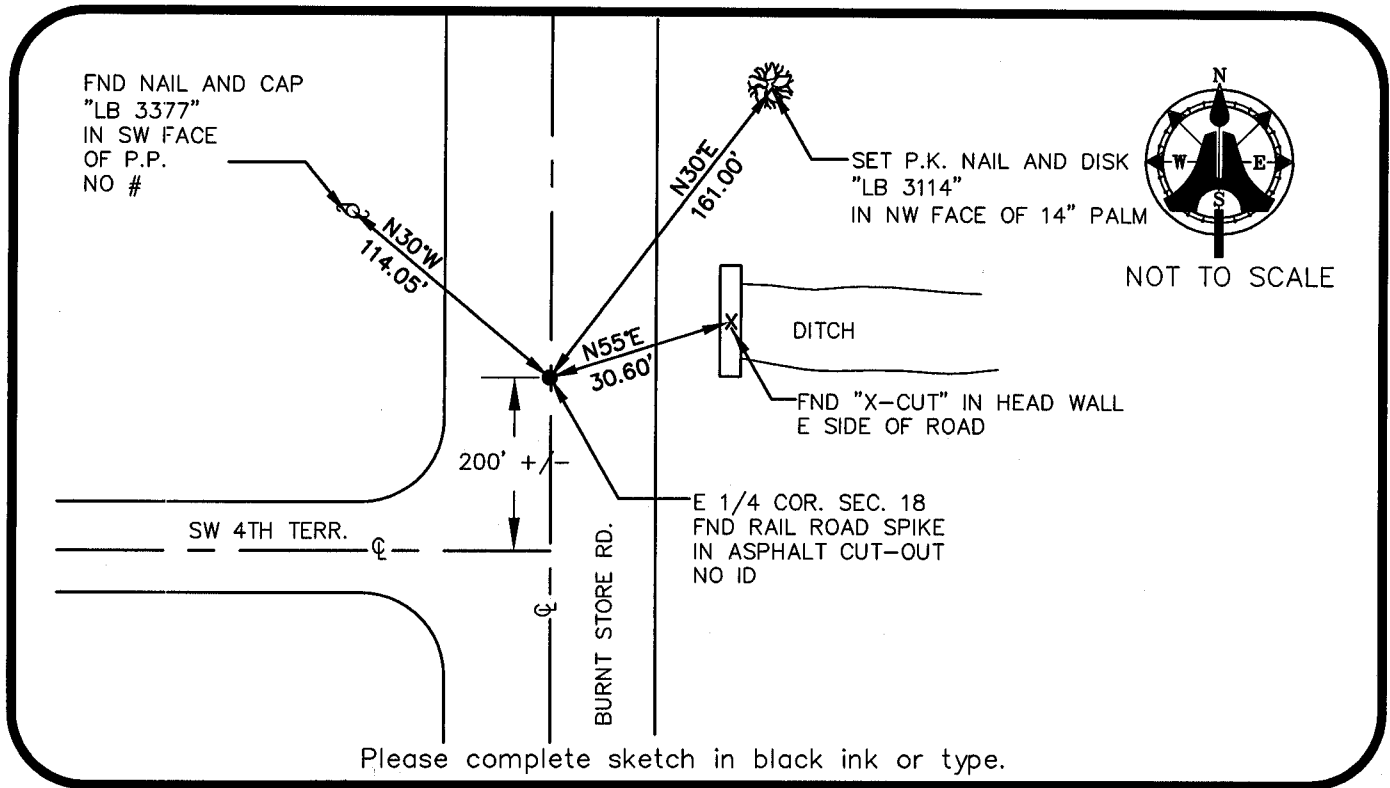 FND NAIL AND CAP
"LB 3377"
IN SW FACE
OF P.P.
NO #
N30°W
114.05'
N30°E
161.00'
SET P.K. NAIL AND DISK
"LB 3114"
IN NW FACE OF 14" PALM
N
W
E
S
NOT TO SCALE
N55°E
30.60'
DITCH
FND "X-CUT" IN HEAD WALL
E SIDE OF ROAD
X
200' +/-
E 1/4 COR. SEC. 18
FND RAIL ROAD SPIKE
IN ASPHALT CUT-OUT
NO ID
SW 4TH TERR.
℄
℄
BURNT STORE RD.
Please complete sketch in black ink or type.